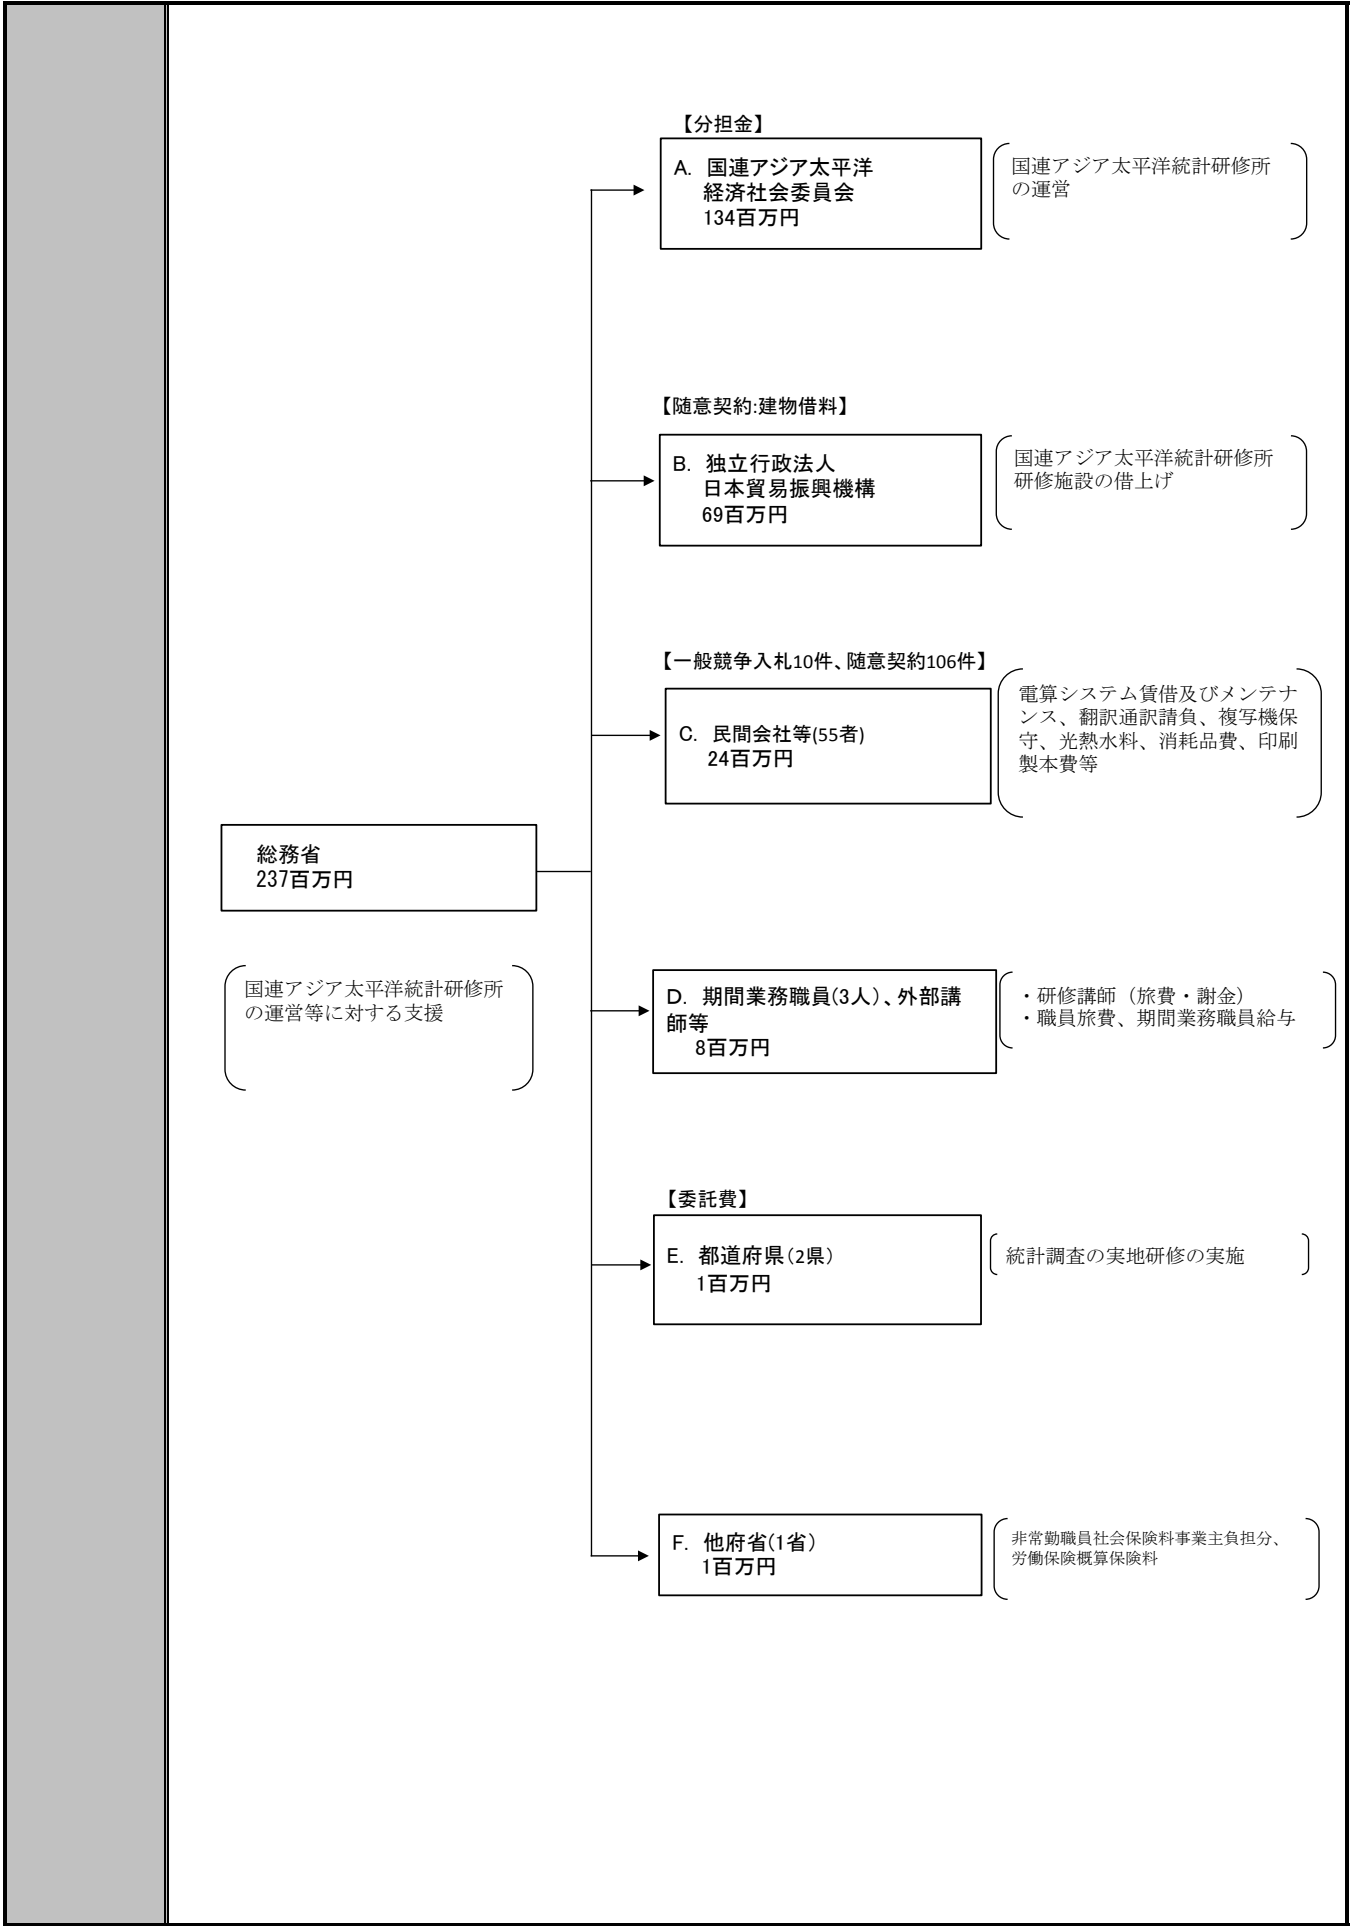 【分担金】
A. 国連アジア太平洋
経済社会委員会
134百万円
国連アジア太平洋統計研修所
の運営
【随意契約:建物借料】
B. 独立行政法人
日本貿易振興機構
69百万円
国連アジア太平洋統計研修所
研修施設の借上げ
【一般競争入札10件、随意契約106件】
C. 民間会社等(55者)
24百万円
電算システム賃借及びメンテナ
ンス、翻訳通訳請負、複写機保
守、光熱水料、消耗品費、印刷
製本費等
総務省
237百万円
国連アジア太平洋統計研修所
の運営等に対する支援
D. 期間業務職員(3人)、外部講
師等
8百万円
・研修講師（旅費・謝金）
・職員旅費、期間業務職員給与
【委託費】
E. 都道府県（2県）
1百万円
統計調査の実地研修の実施
F. 他府省(1省）
1百万円
非常勤職員社会保険料事業主負担分、
労働保険概算保険料